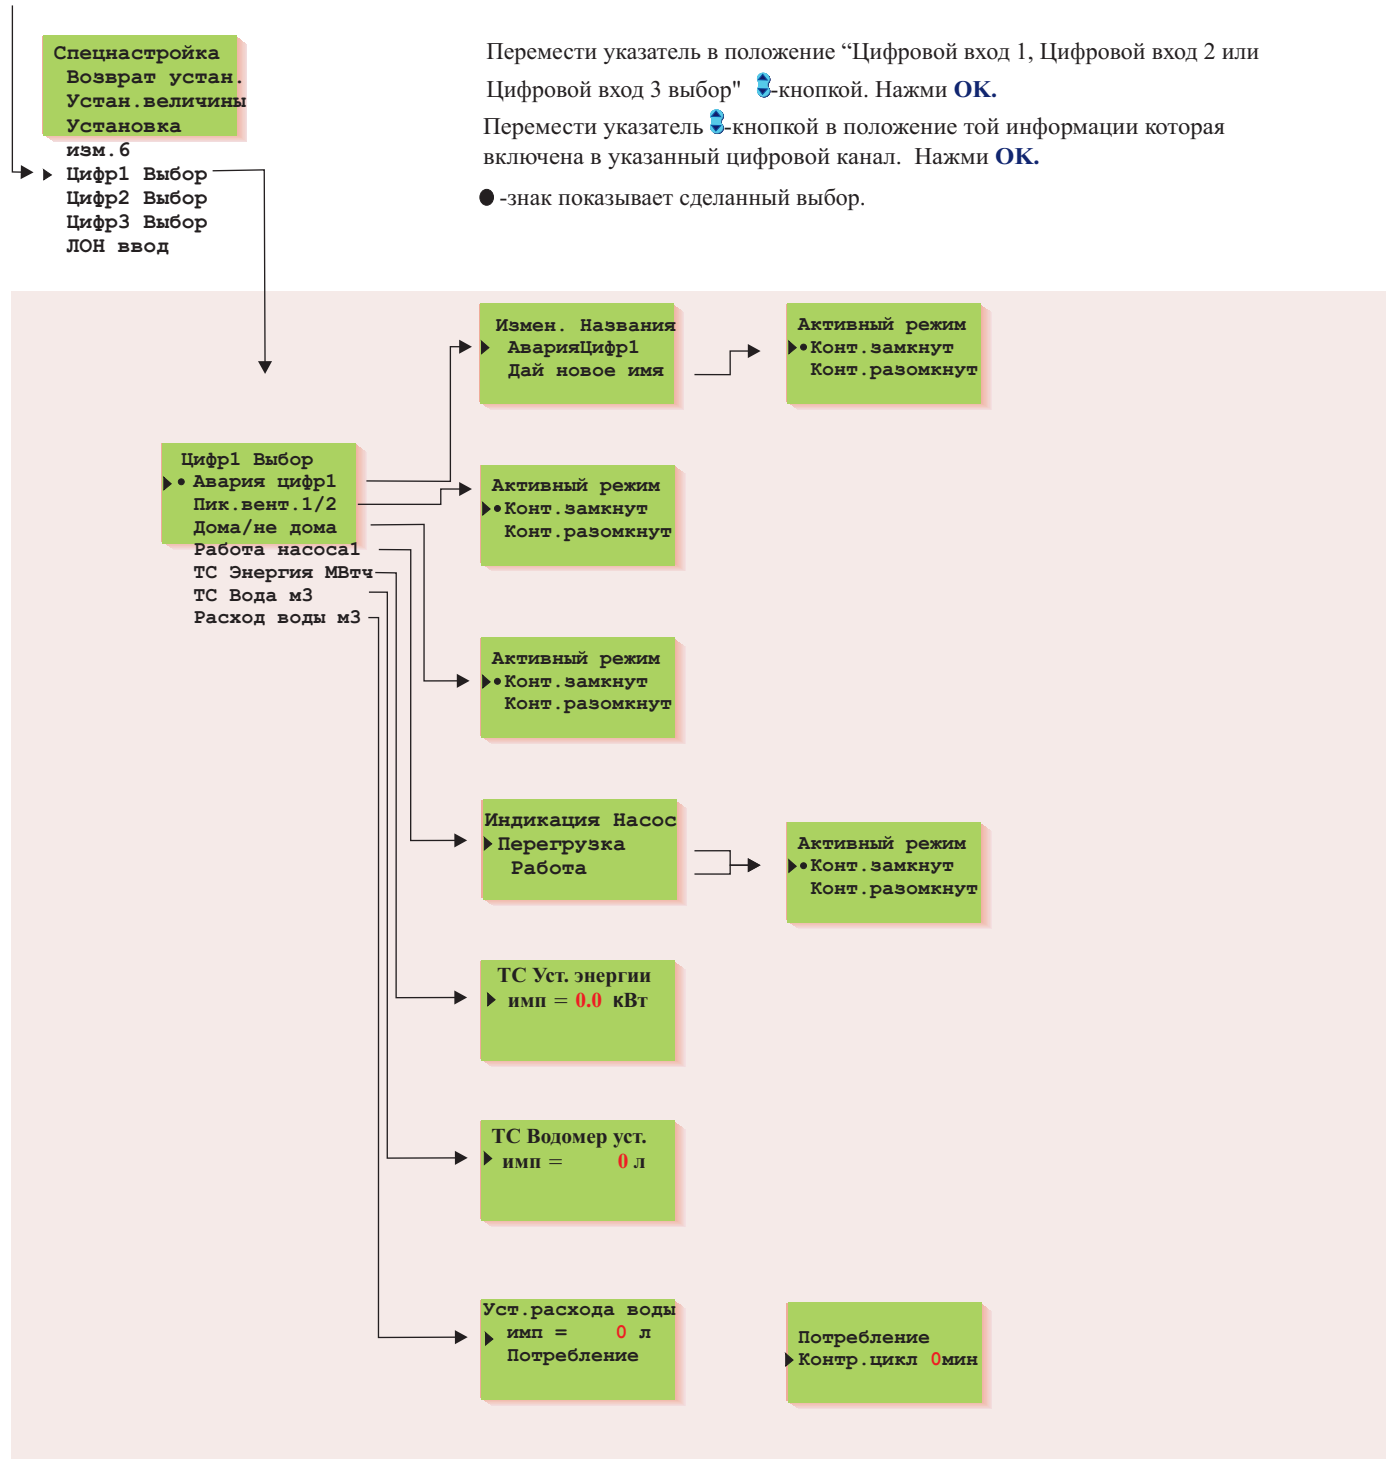 Спецнастройка
Возврат устан.
Устан.величины
Установка
изм.6
Цифр1 Выбор
Цифр2 Выбор
Цифр3 Выбор
ЛОН ввод
Перемести указатель в положение “Цифровой вход 1, Цифровой вход 2 или
Цифровой вход 3 выбор" -кнопкой. Нажми OK.
Перемести указатель -кнопкой в положение той информации которая
включена в указанный цифровой канал. Нажми OK.
-знак показывает сделанный выбор.
Измен. Названия
АварияЦифр1
Дай новое имя
Активный режим
•Конт.замкнут
Конт.разомкнут
Цифр1 Выбор
• Авария цифр1
Пик.вент.1/2
Дома/не дома
Работа насоса1
ТС Энергия МВтч
ТС Вода м3
Расход воды м3
Активный режим
•Конт.замкнут
Конт.разомкнут
Активный режим
•Конт.замкнут
Конт.разомкнут
Индикация Насос
Перегрузка
Работа
Активный режим
•Конт.замкнут
Конт.разомкнут
ТС Уст. энергии
имп = 0.0 кВт
ТС Водомер уст.
имп = 0 л
Уст.расхода воды
имп = 0 л
Потребление
Потребление
Контр.цикл 0мин